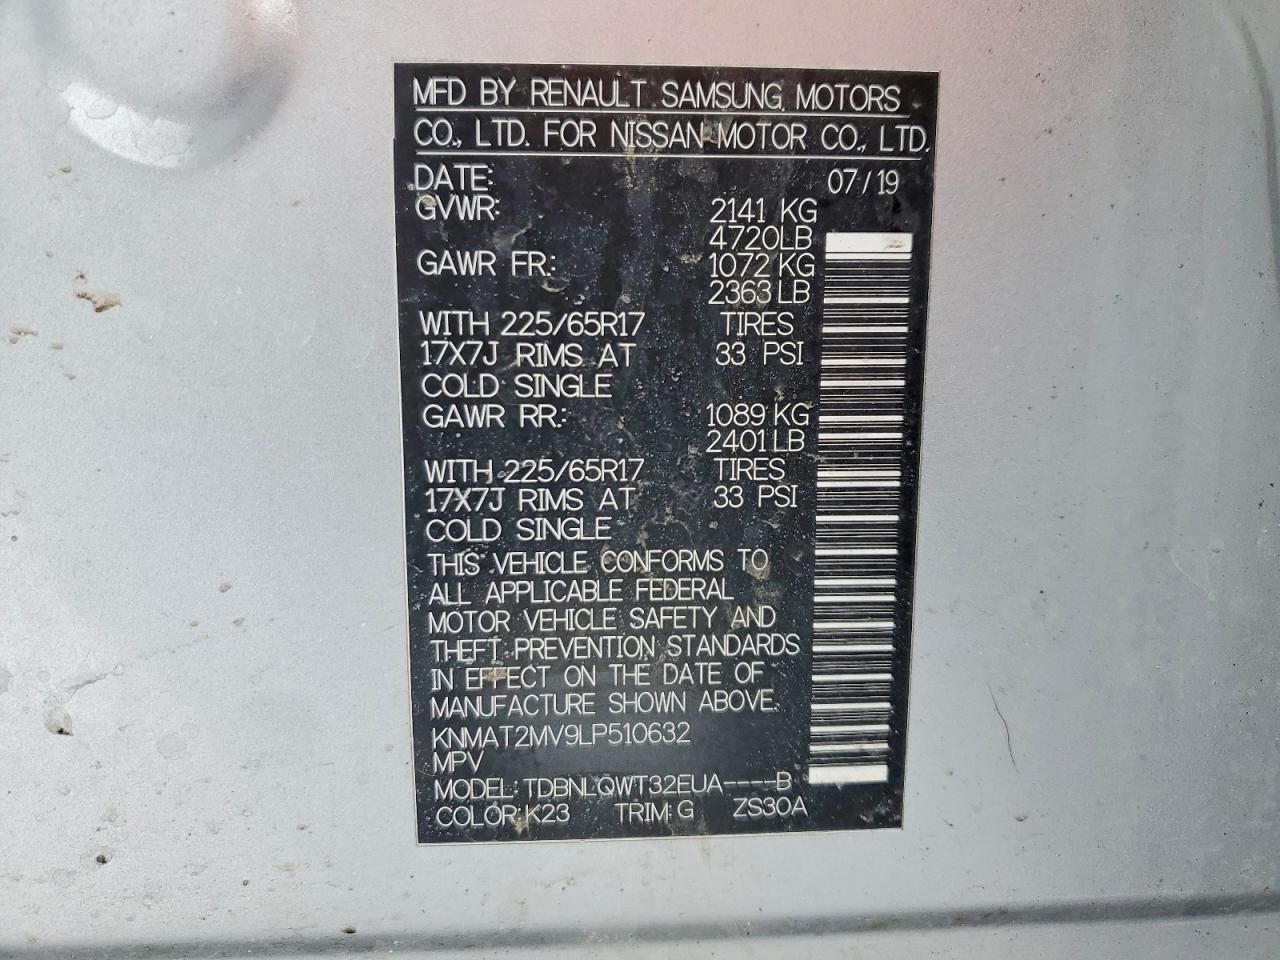 MFD BY RENAULT SAMSUNG MOTORS
CO., LTD. FOR NISSAN MOTOR CO., LTD.
DATE: 07/19
GVWR: 2141 KG
4720LB
GAWR FR.: 1072 KG
2363 LB
WITH 225/65R17 TIRES
17X7J RIMS AT 33 PSI
COLD SINGLE
GAWR RR.: 1089 KG
2401 LB
WITH 225/65R17 TIRES
17X7J RIMS AT 33 PSI
COLD SINGLE
THIS VEHICLE CONFORMS TO
ALL APPLICABLE FEDERAL
MOTOR VEHICLE SAFETY AND
THEFT PREVENTION STANDARDS
IN EFFECT ON THE DATE OF
MANUFACTURE SHOWN ABOVE.
KNMAT2MV9LP510632
MPV
MODEL: TDBNLQWT32EUA----B
COLOR: K23 TRIM: G ZS30A